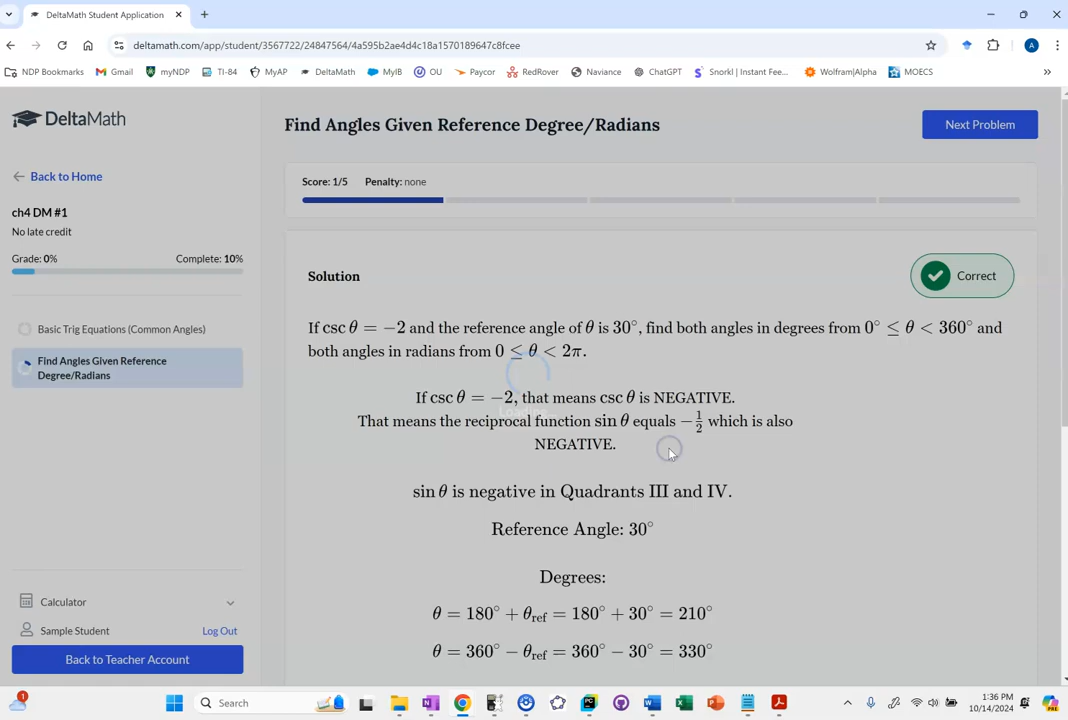 DeltaMath Student Application
deltamath.com/app/student/3567722/24847564/4a595b2ae4d4c18a1570189647c8fcee
A
NDP Bookmarks Gmail myNDP TI-84 MyAP DeltaMath MyIB OU Paycor RedRover Naviance ChatGPT Snorkl | Instant Fee... Wolfram|Alpha MOECS
DeltaMath
Back to Home
ch4 DM #1
No late credit
Grade: 0% Complete: 10%
Basic Trig Equations (Common Angles)
Find Angles Given Reference
Degree/Radians
Calculator
Sample Student Log Out
Back to Teacher Account
Find Angles Given Reference Degree/Radians
Next Problem
Score: 1/5 Penalty: none
Solution
Correct
If csc θ = −2 and the reference angle of θ is 30°, find both angles in degrees from 0° ≤ θ < 360° and
both angles in radians from 0 ≤ θ < 2π.
Loading...
If csc θ = −2, that means csc θ is NEGATIVE.
That means the reciprocal function sin θ equals −1/2 which is also
NEGATIVE.
sin θ is negative in Quadrants III and IV.
Reference Angle: 30°
Degrees:
θ = 180° + θref = 180° + 30° = 210°
θ = 360° − θref = 360° − 30° = 330°
1
Search
1:36 PM
10/14/2024